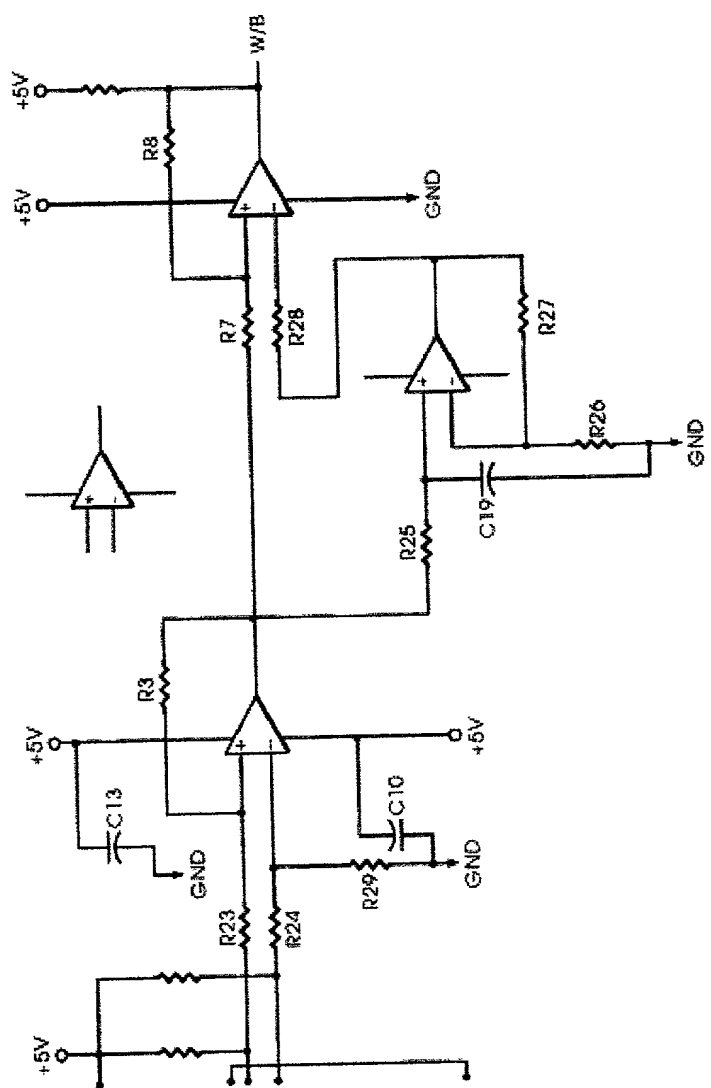 +5V
+5V
R8
W/B
GND
R7
R28
R27
R26
GND
C19
R25
+5V
R3
C13
GND
+5V
C10
R29
GND
R23
R24
+5V
+
−
+
−
+
−
+
−